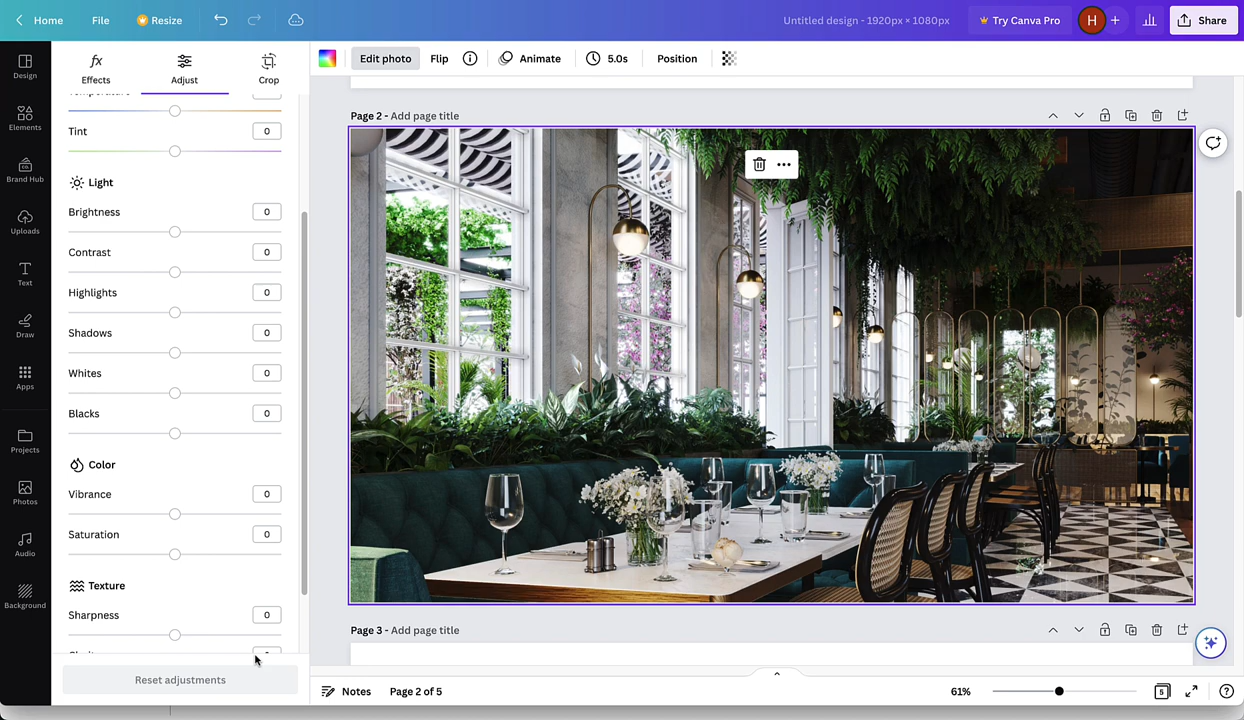 Home
File
Resize
Untitled design - 1920px × 1080px
Try Canva Pro
H
Share
Design
Elements
Brand Hub
Uploads
Text
Draw
Apps
Projects
Photos
Audio
Background
fx
Effects
Adjust
Crop
Temperature
Tint 0
Light
Brightness 0
Contrast 0
Highlights 0
Shadows 0
Whites 0
Blacks 0
Color
Vibrance 0
Saturation 0
Texture
Sharpness 0
Clarity
Reset adjustments
Edit photo
Flip
Animate
5.0s
Position
Page 2 - Add page title
Page 3 - Add page title
Notes
Page 2 of 5
61%
5